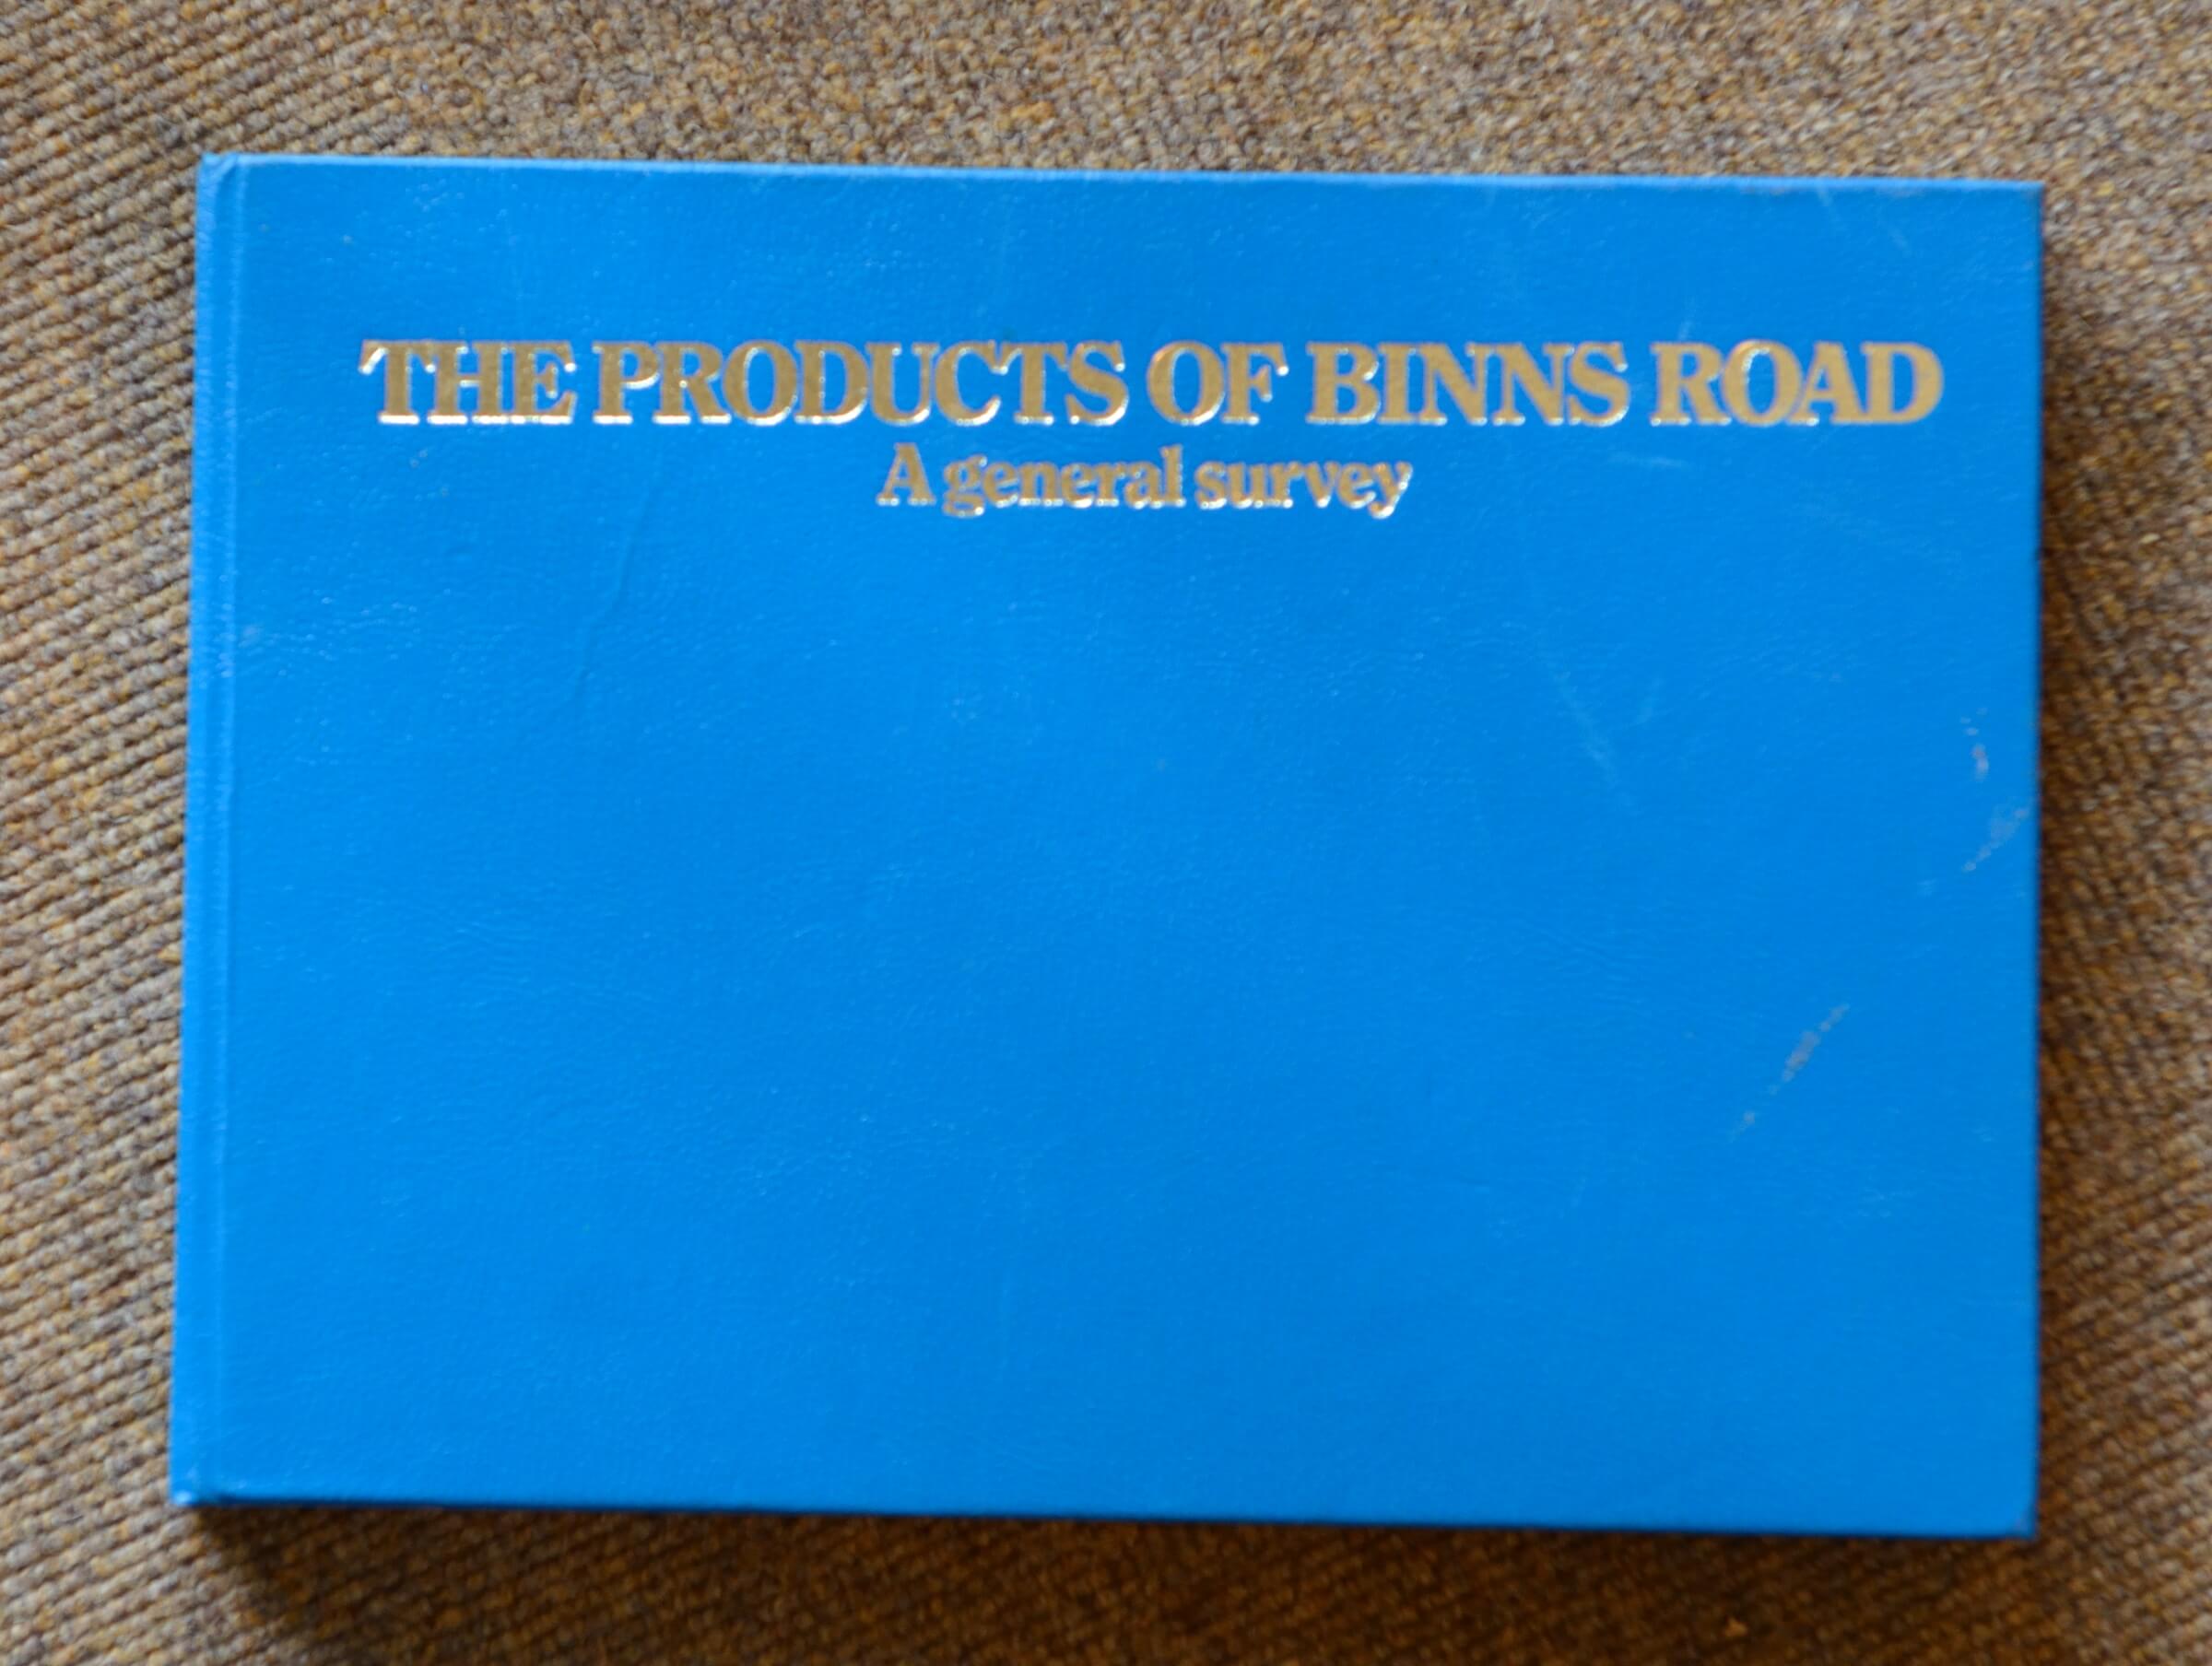 THE PRODUCTS OF BINNS ROAD
A general survey